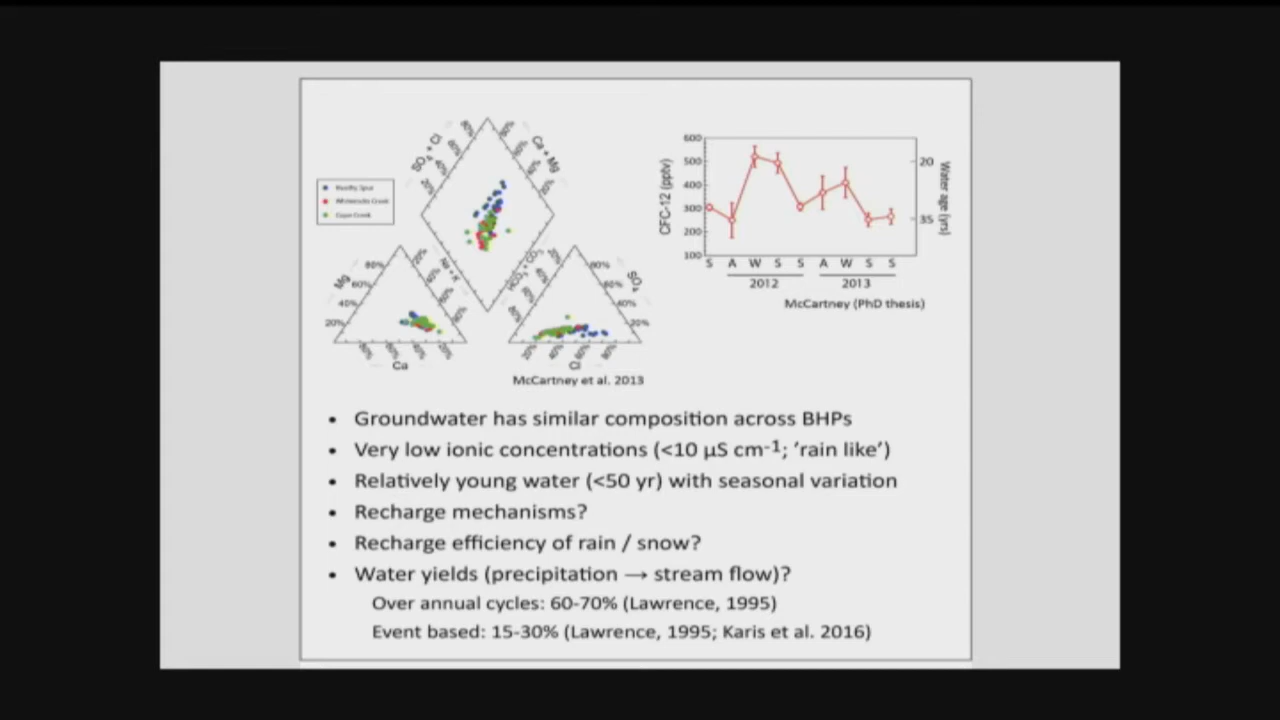 SO4 + Cl
Ca + Mg
Mg
Na + K
HCO3 + CO3
SO4
Ca
Cl
McCartney et al. 2013
600
500
400
300
200
100
CFC-12 (pptv)
20
35
Water age (yrs)
S A W S S A W S S
2012 2013
McCartney (PhD thesis)
• Groundwater has similar composition across BHPs
• Very low ionic concentrations (<10 µS cm-1; ‘rain like’)
• Relatively young water (<50 yr) with seasonal variation
• Recharge mechanisms?
• Recharge efficiency of rain / snow?
• Water yields (precipitation → stream flow)?
Over annual cycles: 60-70% (Lawrence, 1995)
Event based: 15-30% (Lawrence, 1995; Karis et al. 2016)